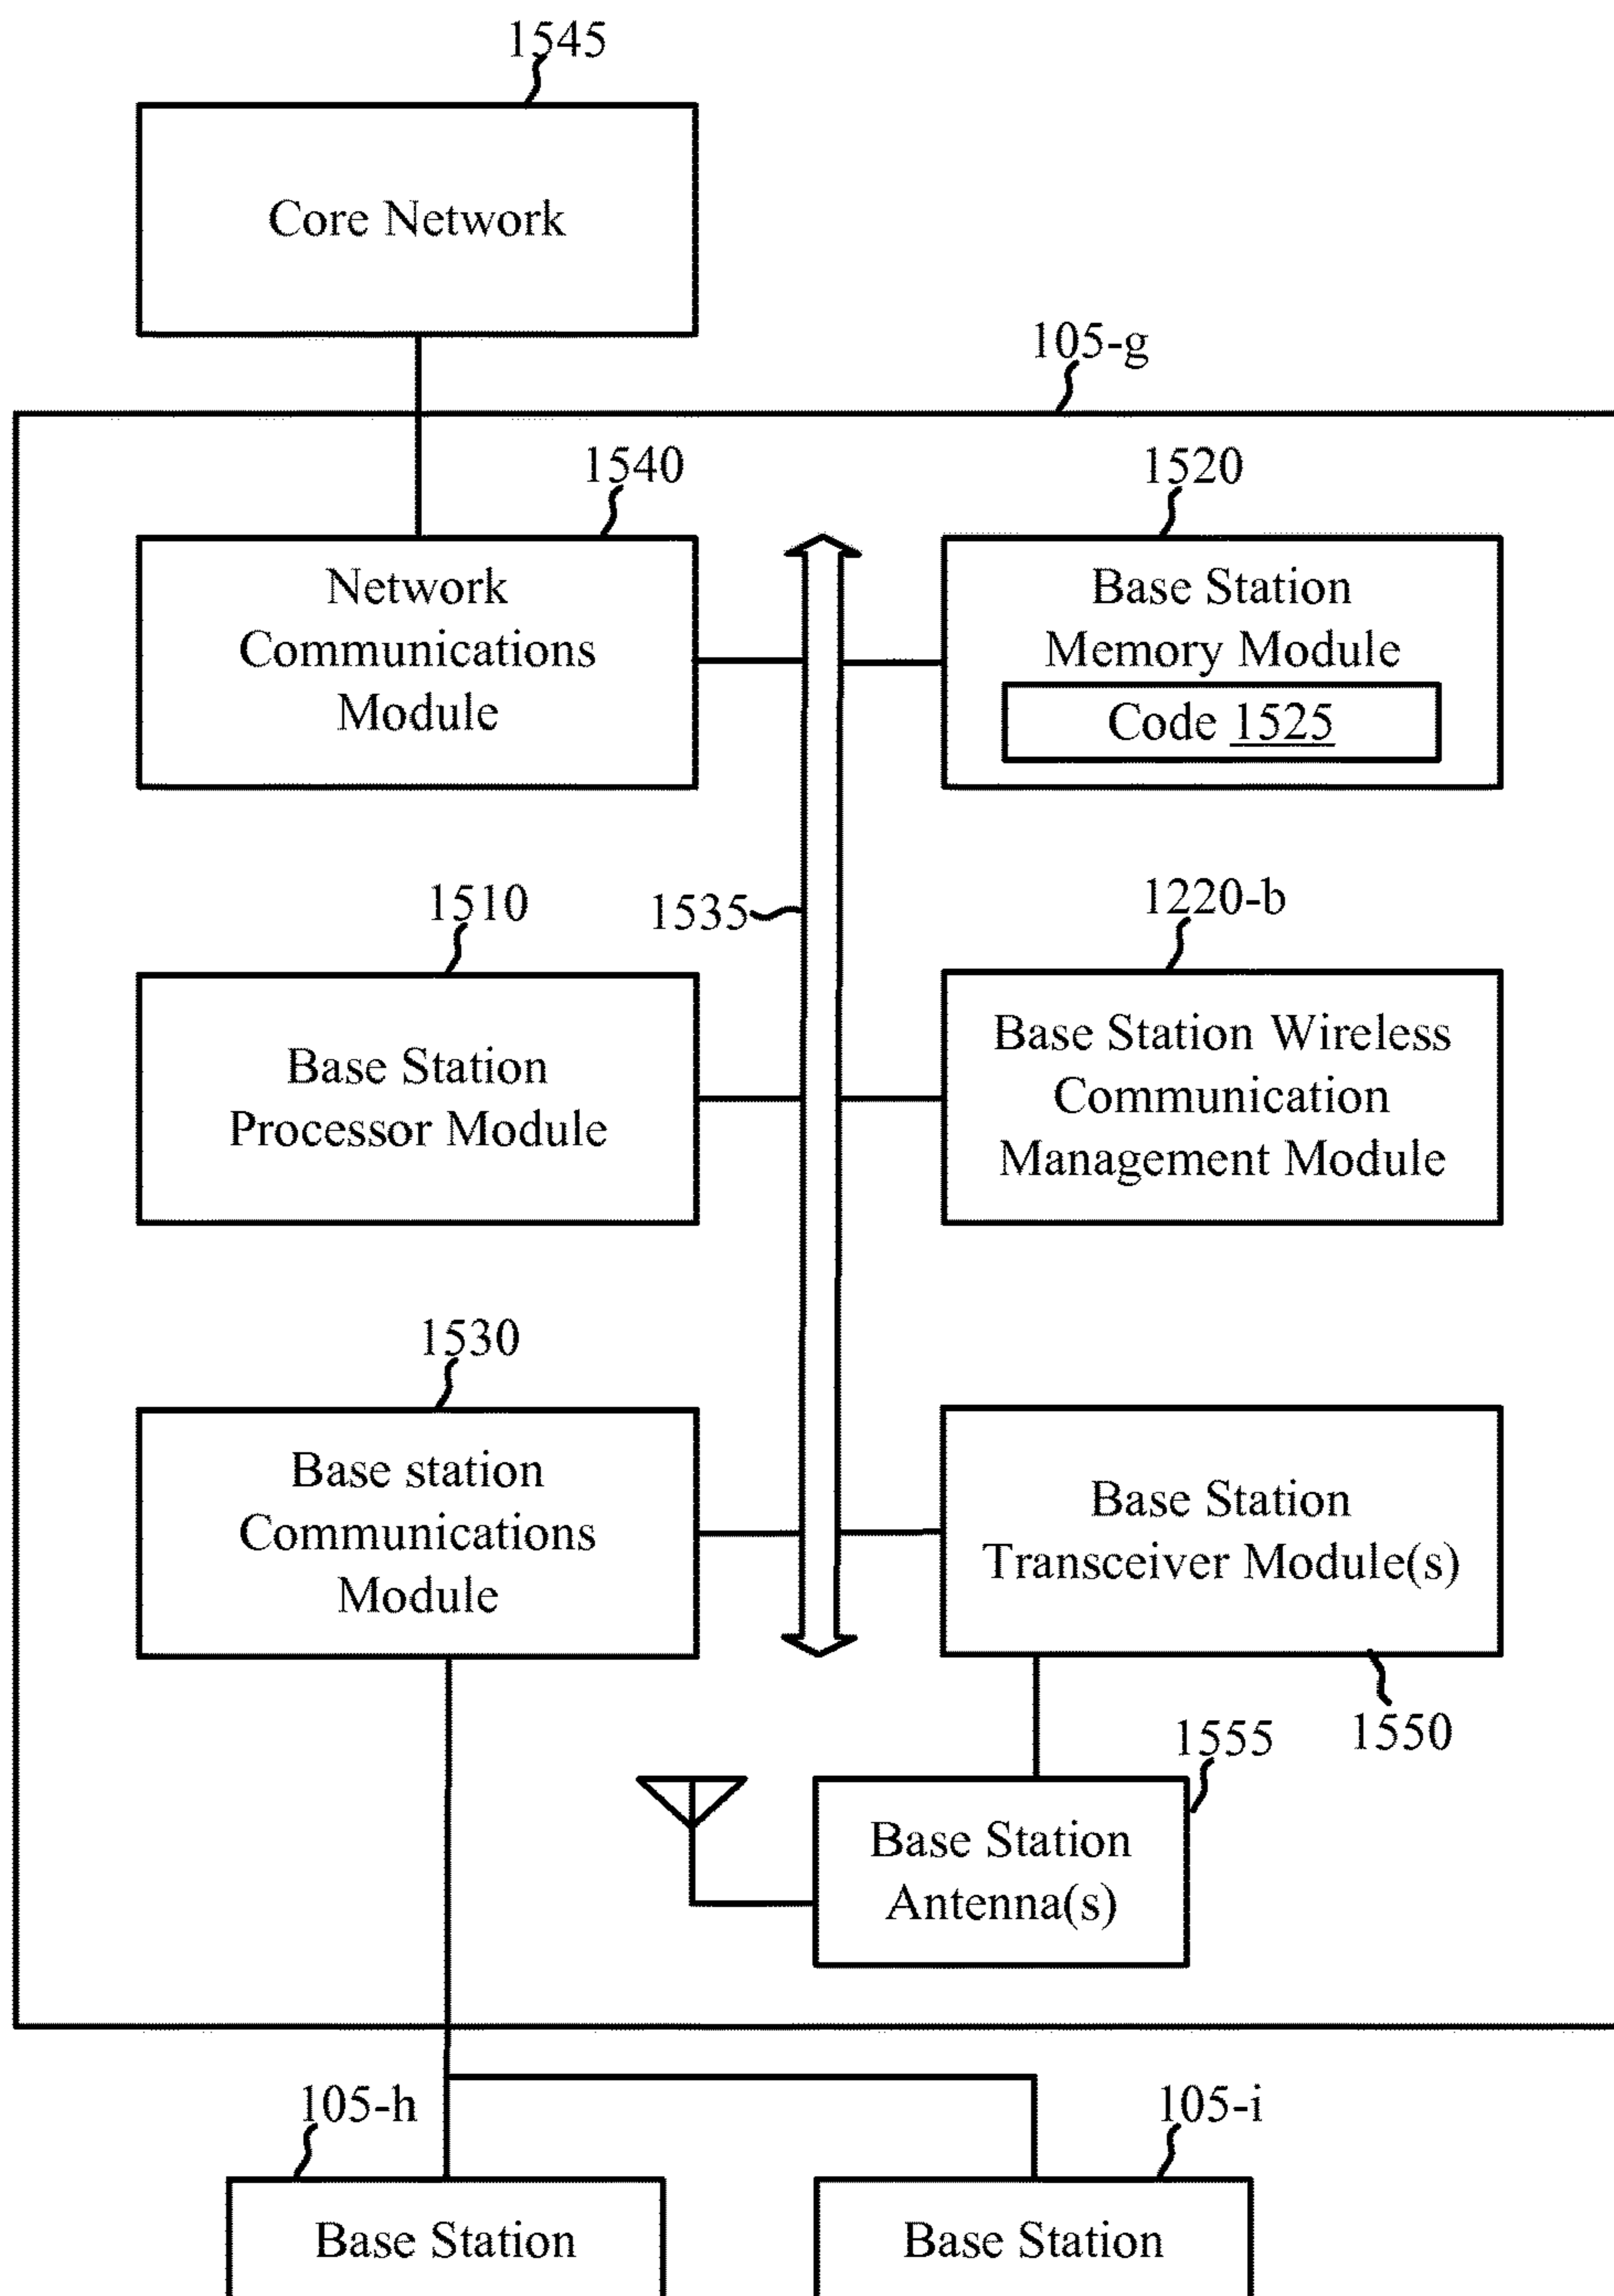 1545
Core Network
105-g
1540
1520
Network
Communications
Module
Base Station
Memory Module
Code 1525
1510
1535
1220-b
Base Station
Processor Module
Base Station Wireless
Communication
Management Module
1530
Base station
Communications
Module
Base Station
Transceiver Module(s)
1550
1555
Base Station
Antenna(s)
105-h
105-i
Base Station
Base Station